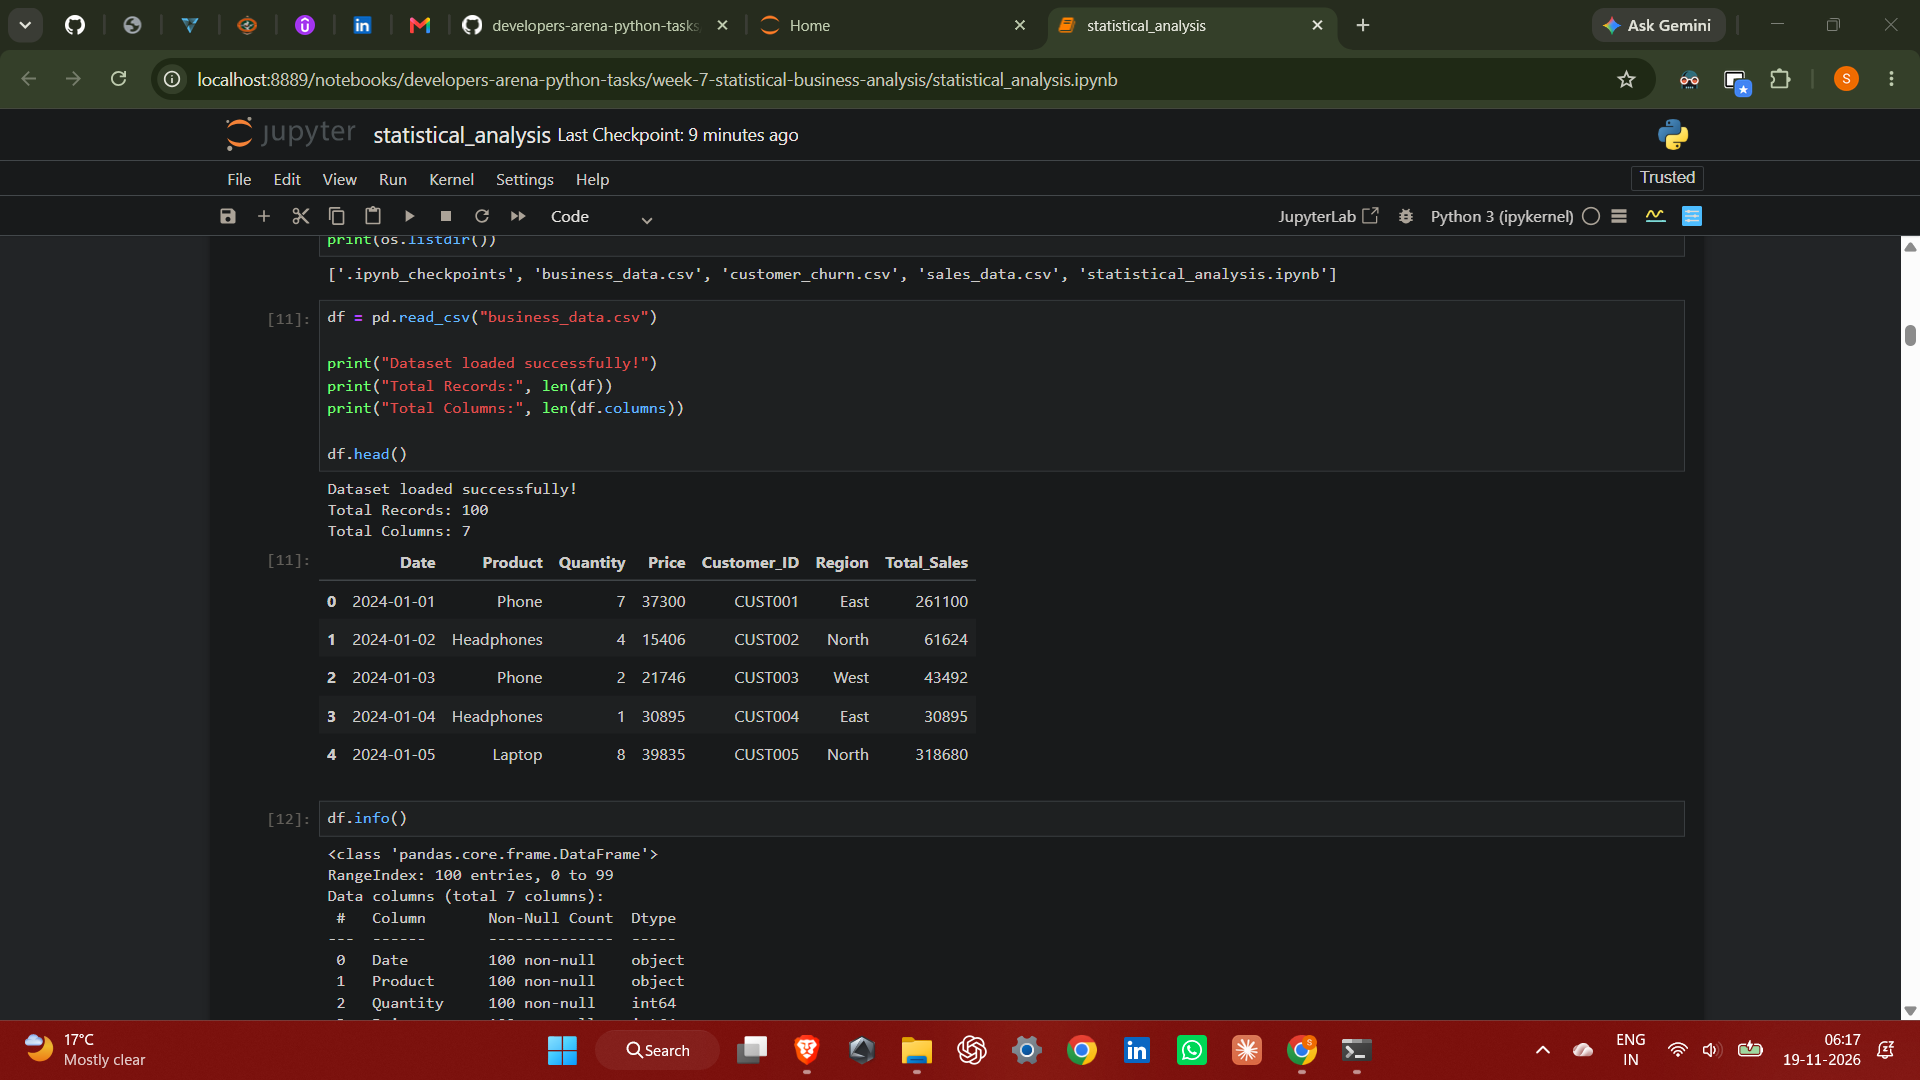 developers-arena-python-tasks
Home
statistical_analysis
Ask Gemini
localhost:8889/notebooks/developers-arena-python-tasks/week-7-statistical-business-analysis/statistical_analysis.ipynb
S
jupyter statistical_analysis Last Checkpoint: 9 minutes ago
File Edit View Run Kernel Settings Help
Trusted
Code
JupyterLab
Python 3 (ipykernel)
print(os.listdir())
['.ipynb_checkpoints', 'business_data.csv', 'customer_churn.csv', 'sales_data.csv', 'statistical_analysis.ipynb']
[11]: df = pd.read_csv("business_data.csv")
print("Dataset loaded successfully!")
print("Total Records:", len(df))
print("Total Columns:", len(df.columns))
df.head()
Dataset loaded successfully!
Total Records: 100
Total Columns: 7
[11]: Date Product Quantity Price Customer_ID Region Total_Sales
0 2024-01-01 Phone 7 37300 CUST001 East 261100
1 2024-01-02 Headphones 4 15406 CUST002 North 61624
2 2024-01-03 Phone 2 21746 CUST003 West 43492
3 2024-01-04 Headphones 1 30895 CUST004 East 30895
4 2024-01-05 Laptop 8 39835 CUST005 North 318680
[12]: df.info()
<class 'pandas.core.frame.DataFrame'>
RangeIndex: 100 entries, 0 to 99
Data columns (total 7 columns):
# Column Non-Null Count Dtype
--- ------ -------------- -----
0 Date 100 non-null object
1 Product 100 non-null object
2 Quantity 100 non-null int64
17°C
Mostly clear
Search
ENG
IN
06:17
19-11-2026